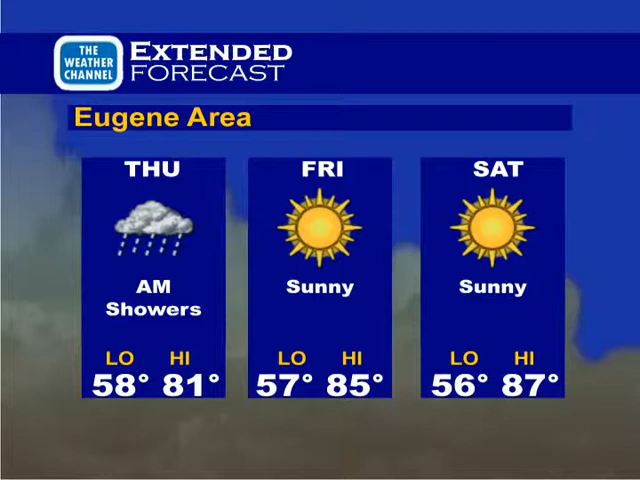 THE
WEATHER
CHANNEL
EXTENDED
FORECAST
Eugene Area
THU
FRI
SAT
AM
Showers
Sunny
Sunny
LO HI
58° 81°
LO HI
57° 85°
LO HI
56° 87°